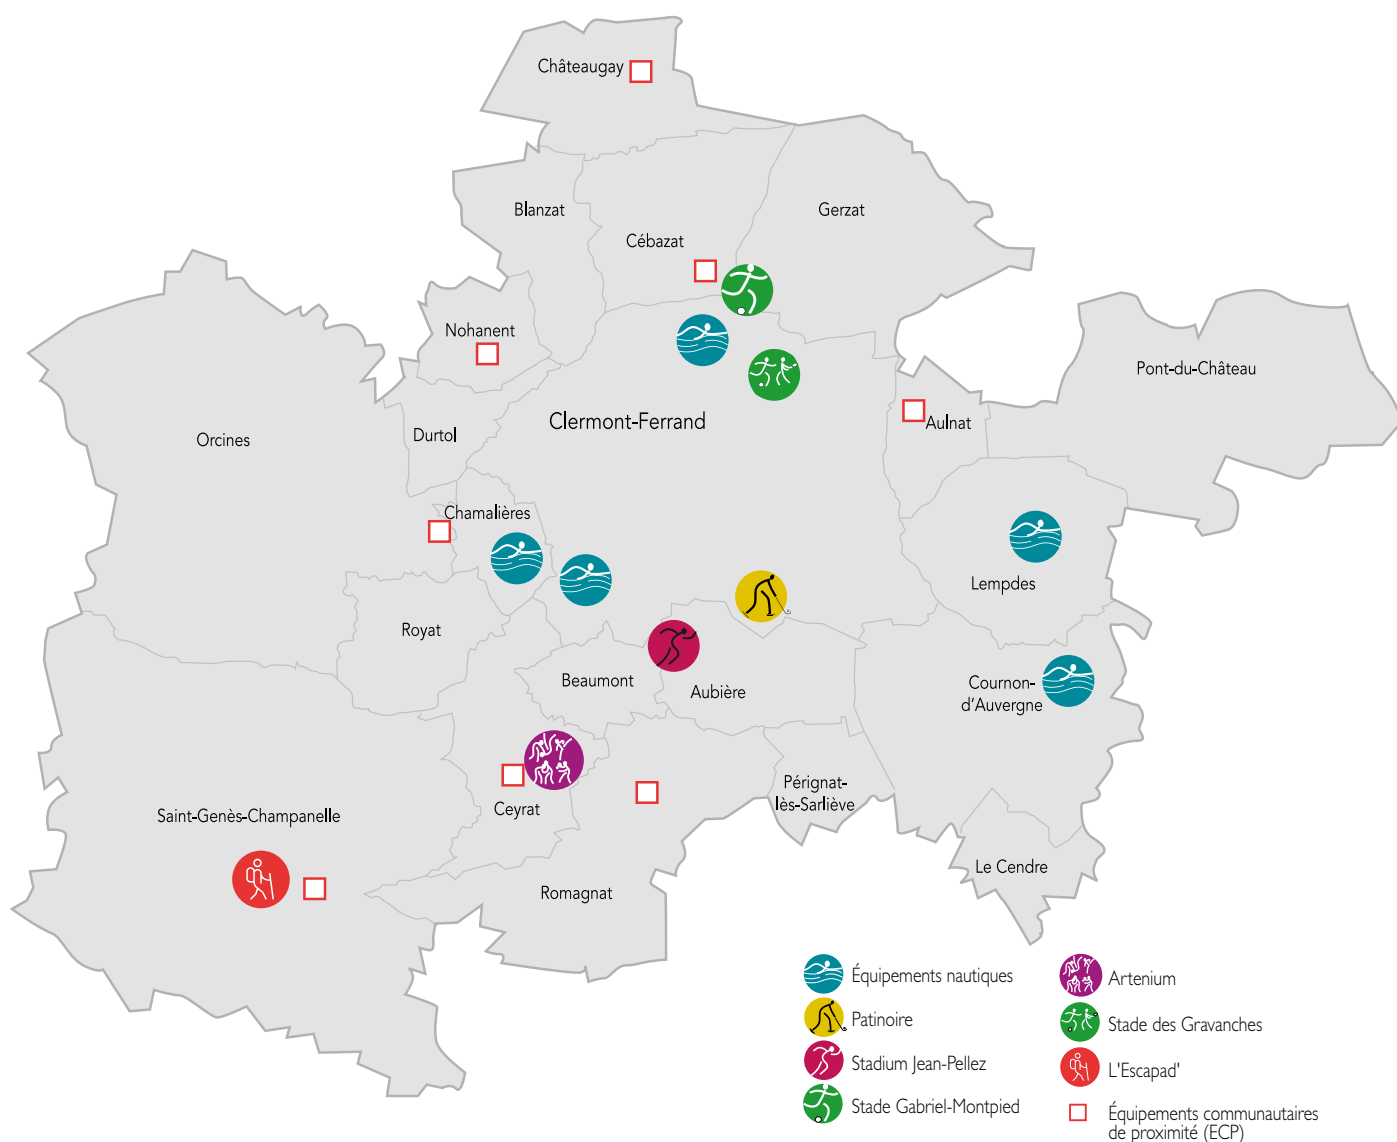 Châteaugay
Blanzat
Gerzat
Cébazat
Nohanent
Pont-du-Château
Clermont-Ferrand
Aulnat
Durtol
Orcines
Chamalières
Lempdes
Royat
Beaumont
Aubière
Cournon-
d'Auvergne
Pérignat-
lès-Sarliève
Ceyrat
Saint-Genès-Champanelle
Le Cendre
Romagnat
Équipements nautiques
Patinoire
Stadium Jean-Pellez
Stade Gabriel-Montpied
Artenium
Stade des Gravanches
L'Escapad'
Équipements communautaires
de proximité (ECP)